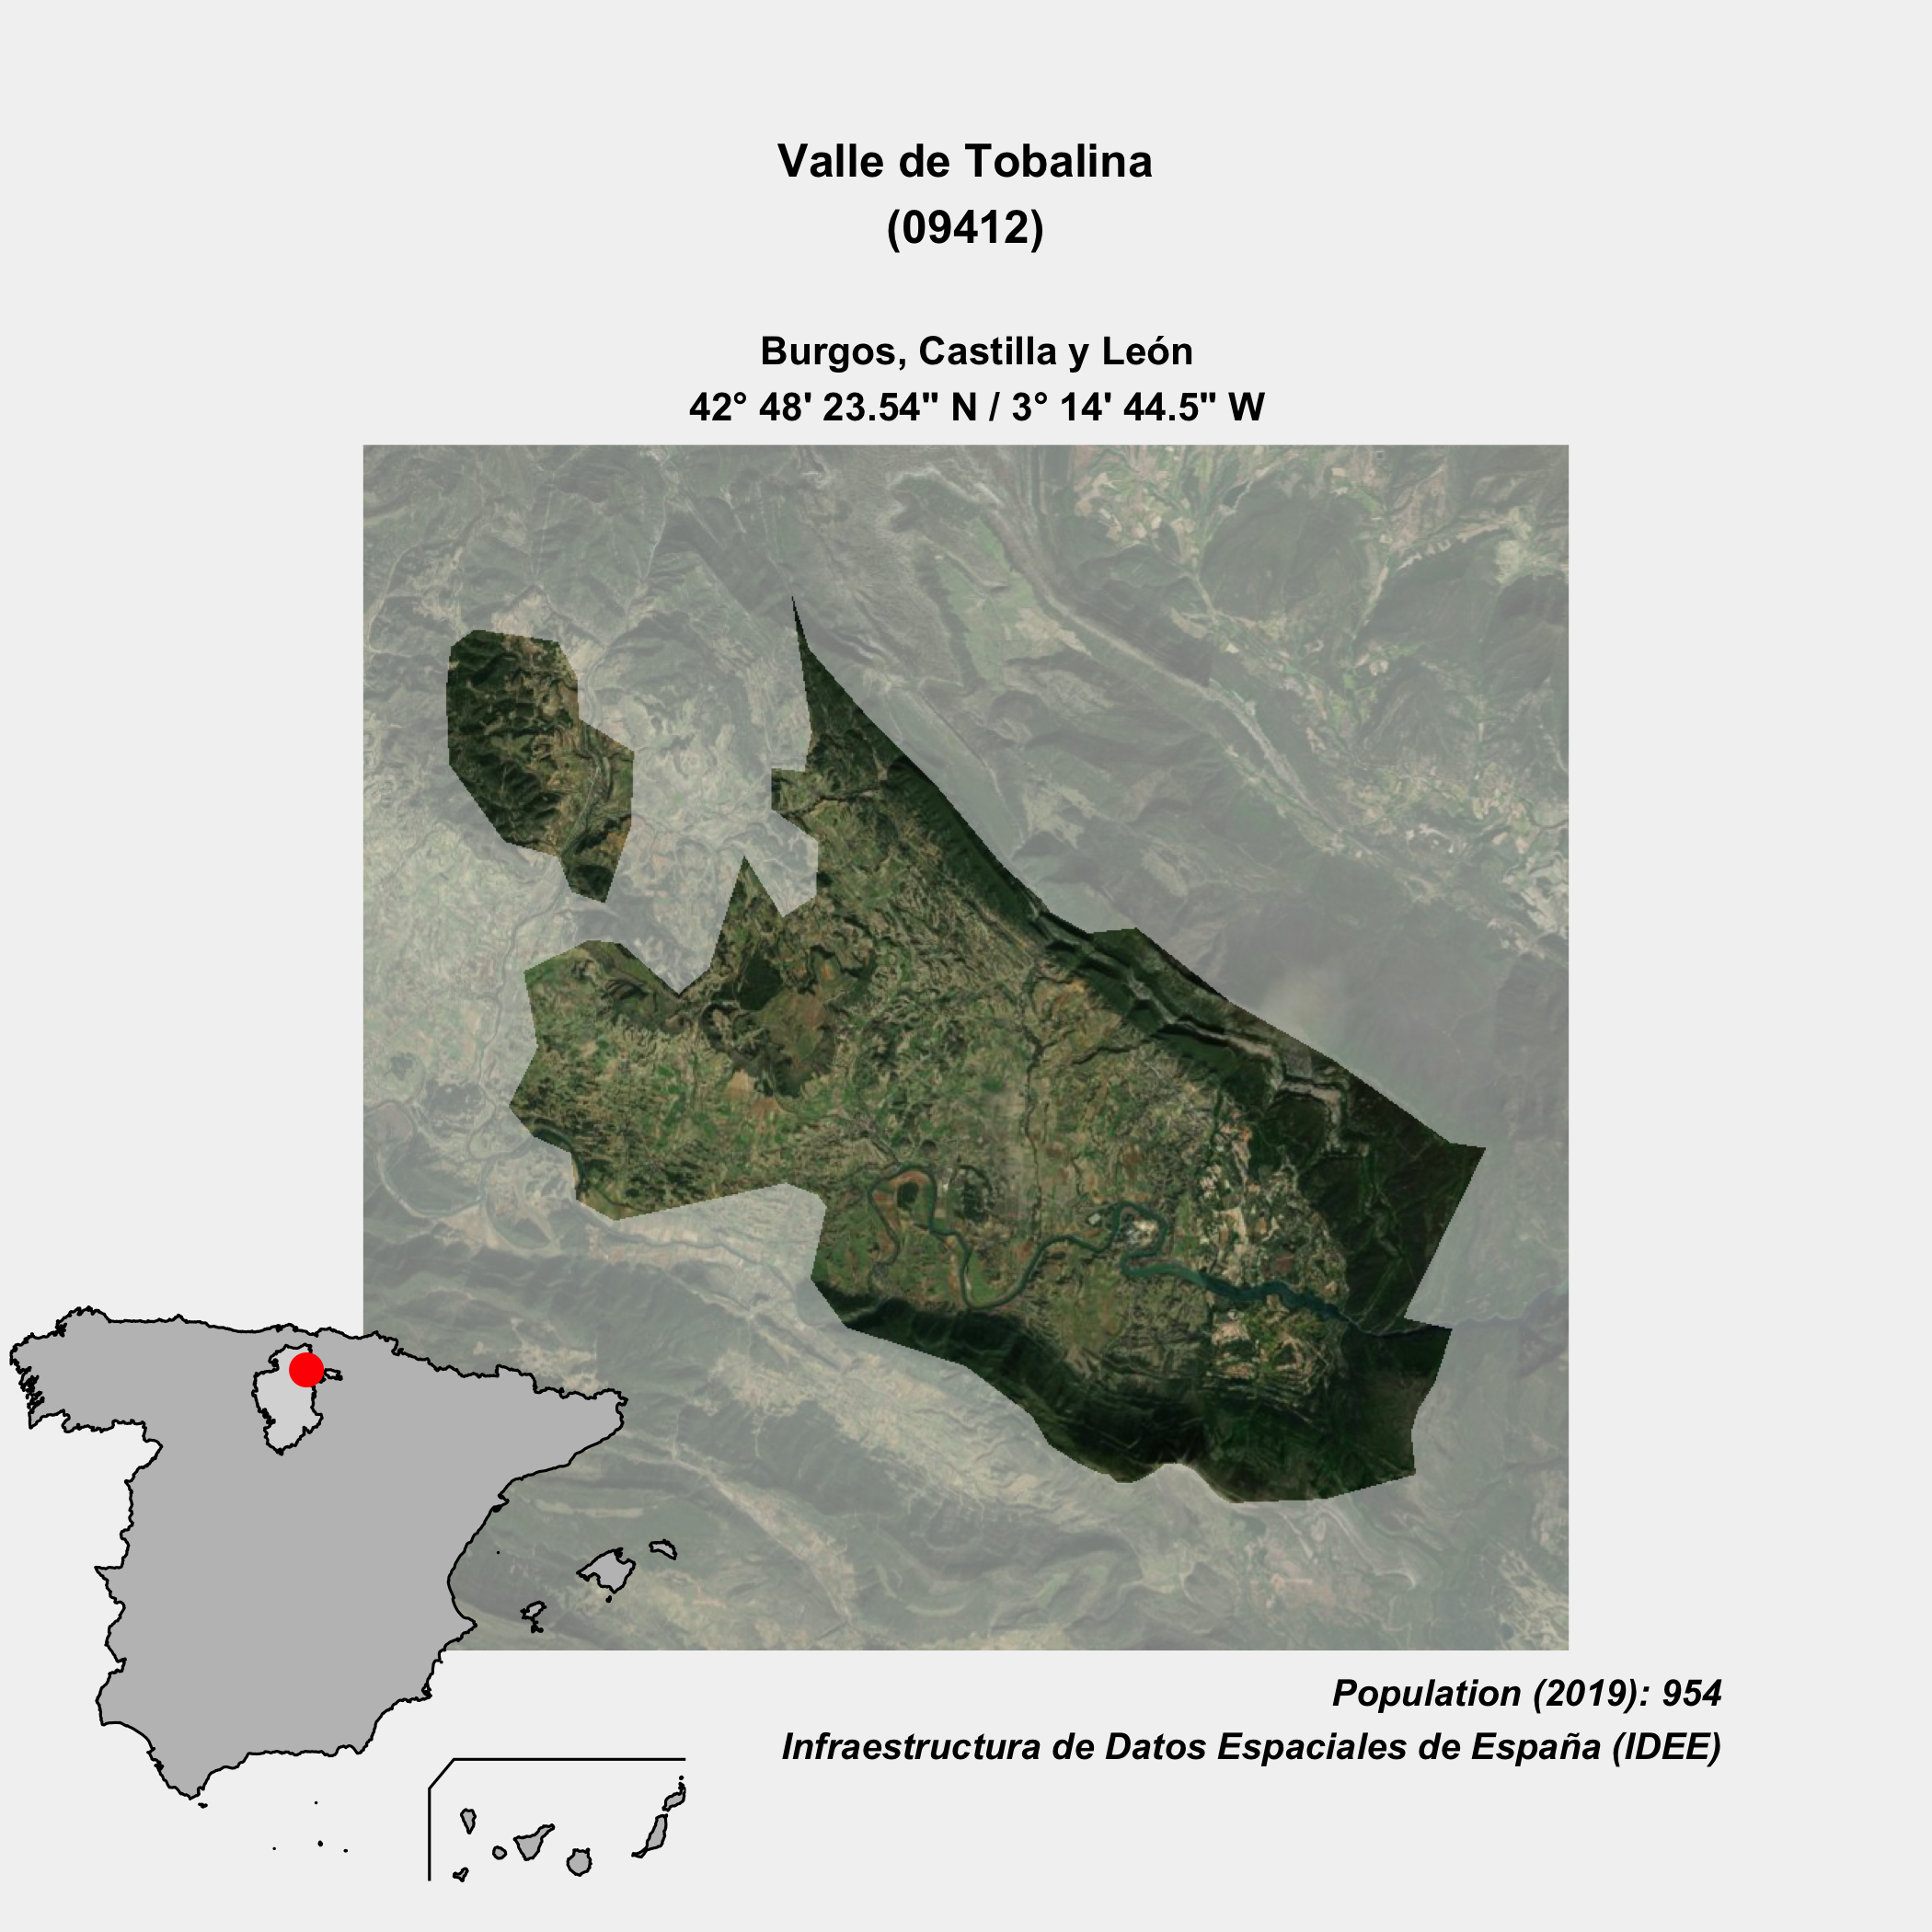 Valle de Tobalina
(09412)
Burgos, Castilla y León
42° 48' 23.54" N / 3° 14' 44.5" W
Population (2019): 954
Infraestructura de Datos Espaciales de España (IDEE)